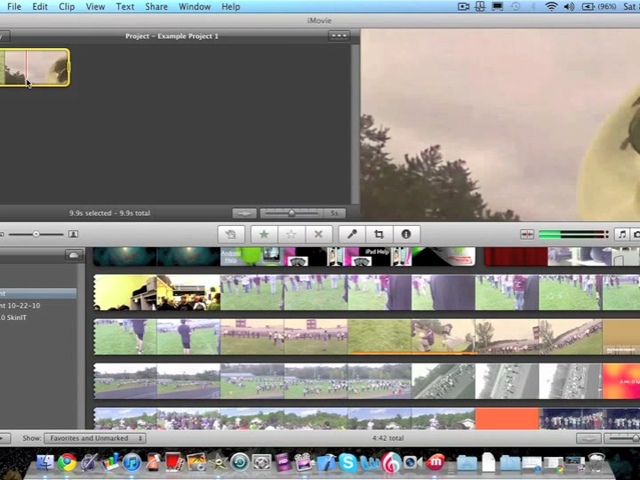 File Edit Clip View Text Share Window Help
(96%) Sat
iMovie
Project - Example Project 1
9.9s selected - 9.9s total
5s
iPad Help
nt
nt 10-22-10
.0 SkinIT
Show: Favorites and Unmarked
4:42 total